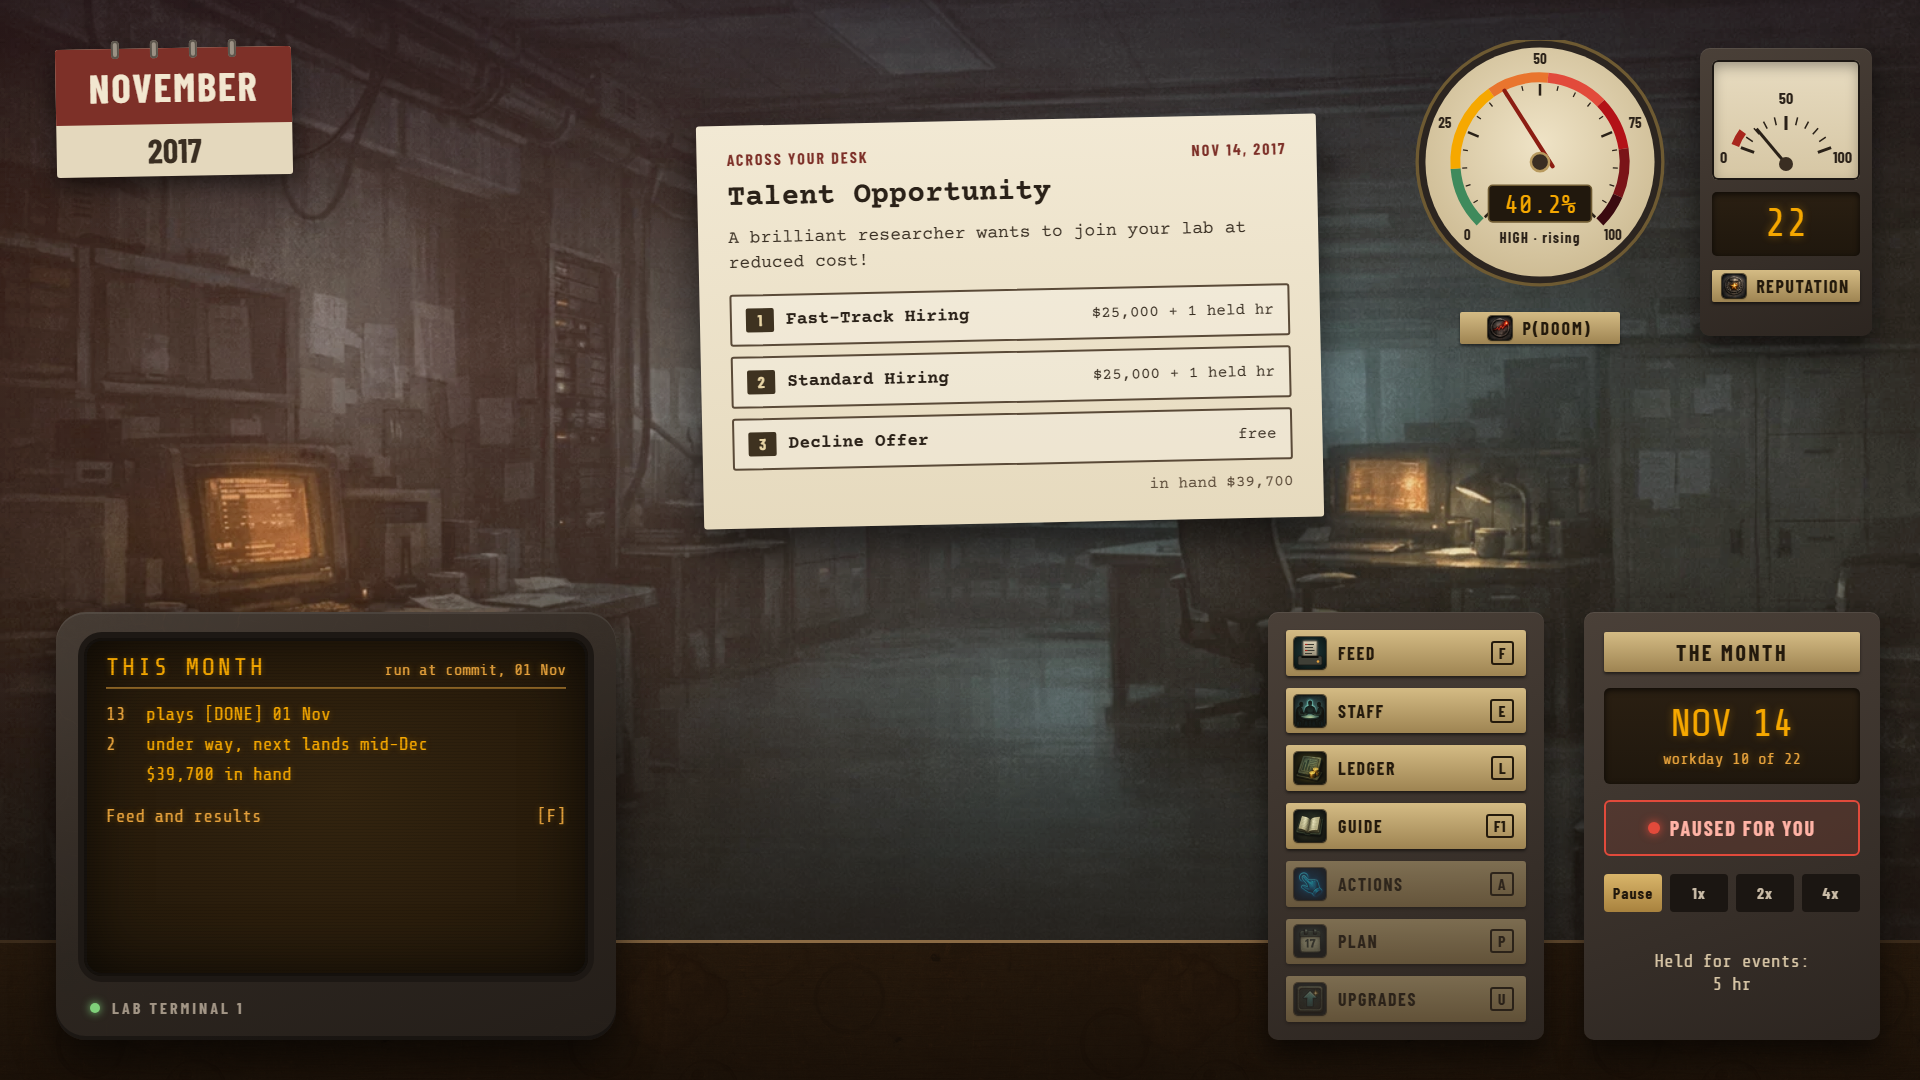 NOVEMBER
2017
ACROSS YOUR DESK
NOV 14, 2017
Talent Opportunity
A brilliant researcher wants to join your lab at
reduced cost!
1 Fast-Track Hiring $25,000 + 1 held hr
2 Standard Hiring $25,000 + 1 held hr
3 Decline Offer free
in hand $39,700
0 25 50 75 100
40.2%
HIGH · rising
P(DOOM)
0 50 100
22
REPUTATION
THIS MONTH run at commit, 01 Nov
13 plays [DONE] 01 Nov
2 under way, next lands mid-Dec
$39,700 in hand
Feed and results [F]
LAB TERMINAL 1
FEED F
STAFF E
LEDGER L
GUIDE F1
ACTIONS A
17 PLAN P
UPGRADES U
THE MONTH
NOV 14
workday 10 of 22
PAUSED FOR YOU
Pause 1x 2x 4x
Held for events:
5 hr